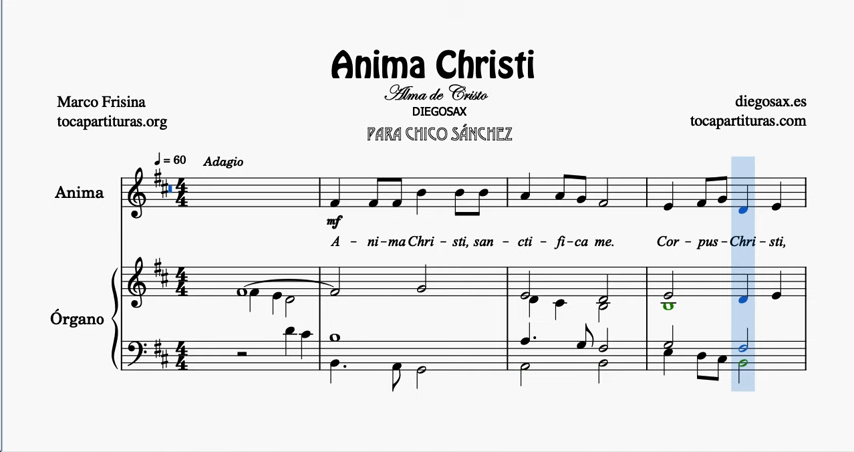 Anima Christi
Alma de Cristo
DIEGOSAX
PARA CHICO SÁNCHEZ
Marco Frisina
tocapartituras.org
diegosax.es
tocapartituras.com
♩ = 60 Adagio
Anima
mf
A - ni - ma Chri - sti, san - cti - fi - ca me. Cor - pus - Chri - sti,
Órgano